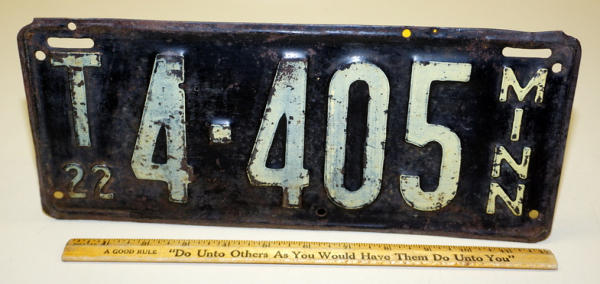 T
22
4-405
MINN
A GOOD RULE "Do Unto Others As You Would Have Them Do Unto You"